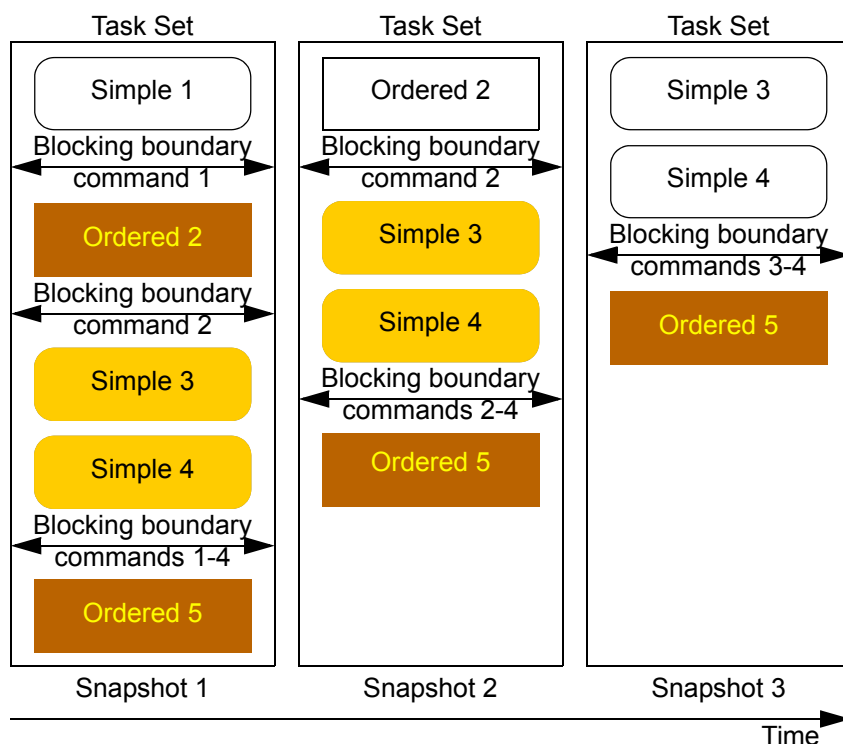 Task Set
Simple 1
Blocking boundary
command 1
Ordered 2
Blocking boundary
command 2
Simple 3
Simple 4
Blocking boundary
commands 1-4
Ordered 5
Snapshot 1
Task Set
Ordered 2
Blocking boundary
command 2
Simple 3
Simple 4
Blocking boundary
commands 2-4
Ordered 5
Snapshot 2
Task Set
Simple 3
Simple 4
Blocking boundary
commands 3-4
Ordered 5
Snapshot 3
Time